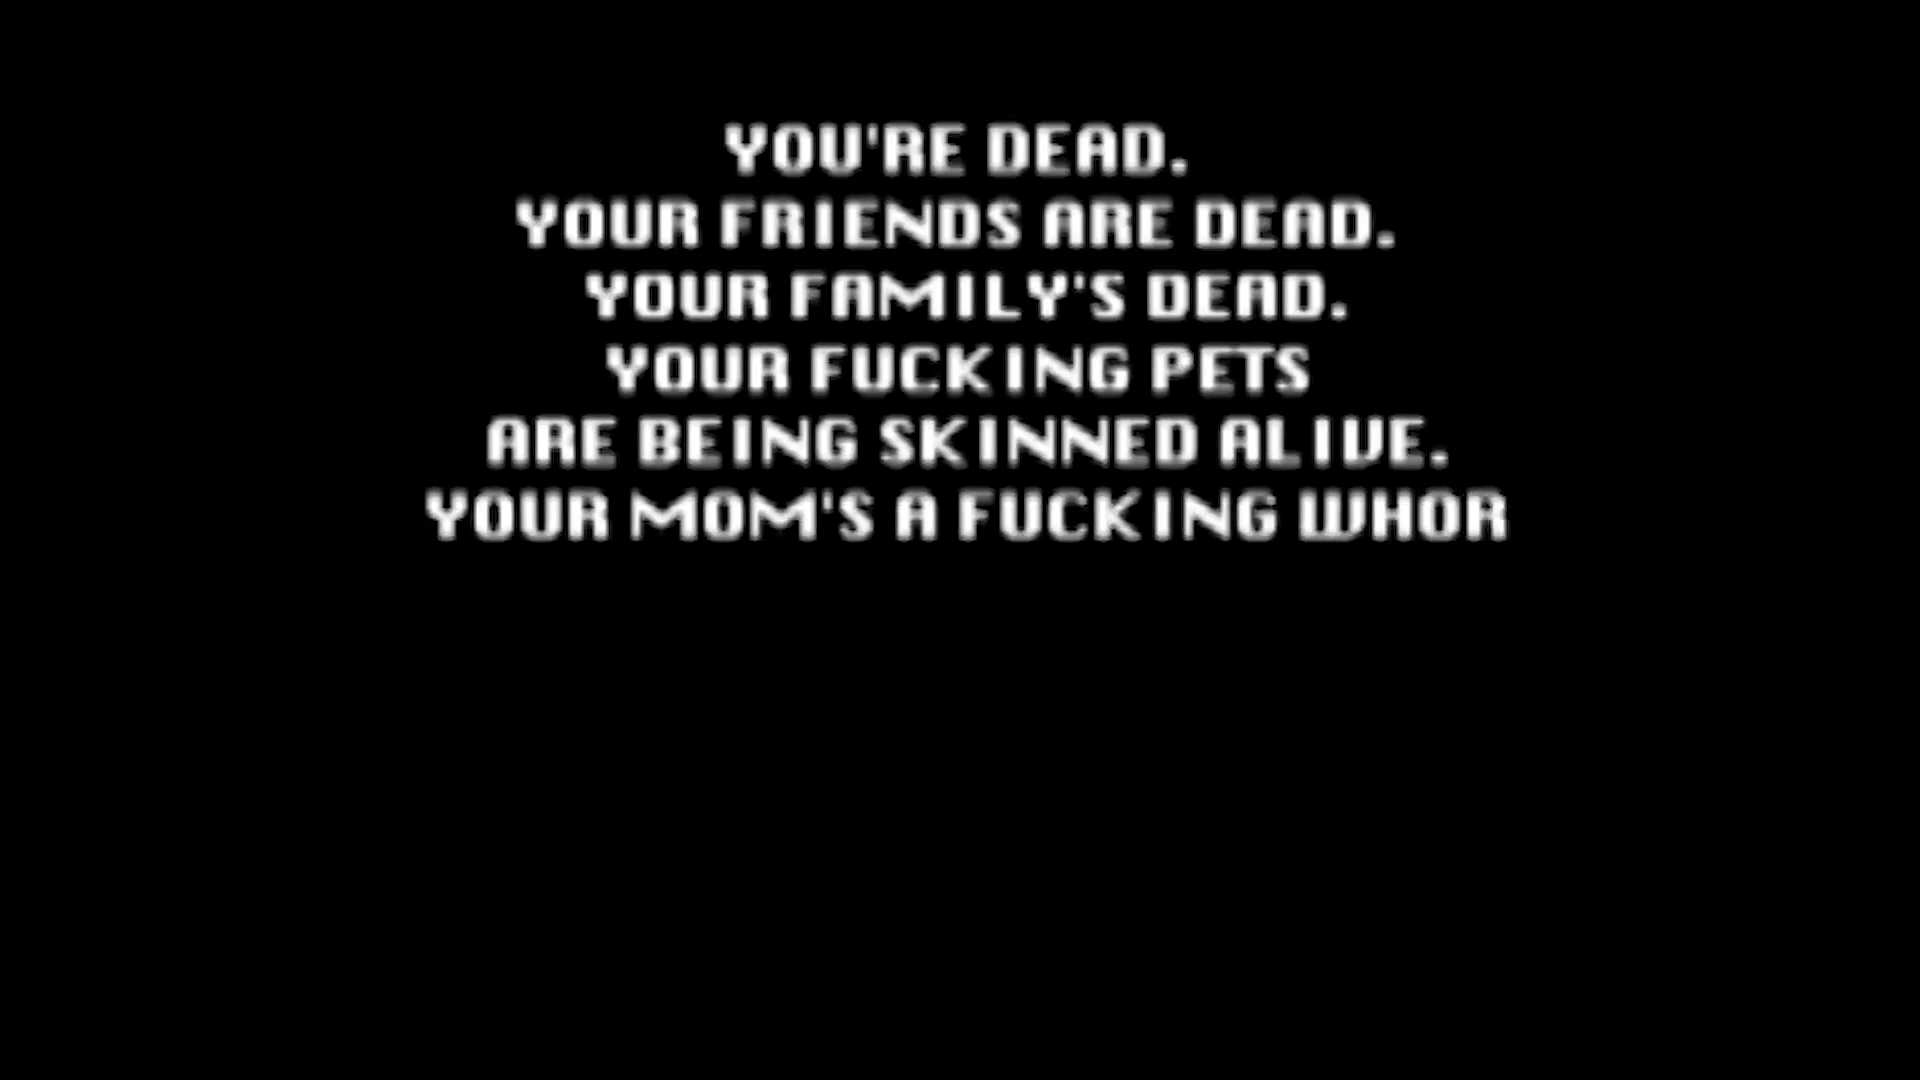 YOU'RE DEAD.
YOUR FRIENDS ARE DEAD.
YOUR FAMILY'S DEAD.
YOUR FUCKING PETS
ARE BEING SKINNED ALIVE.
YOUR MOM'S A FUCKING WHOR